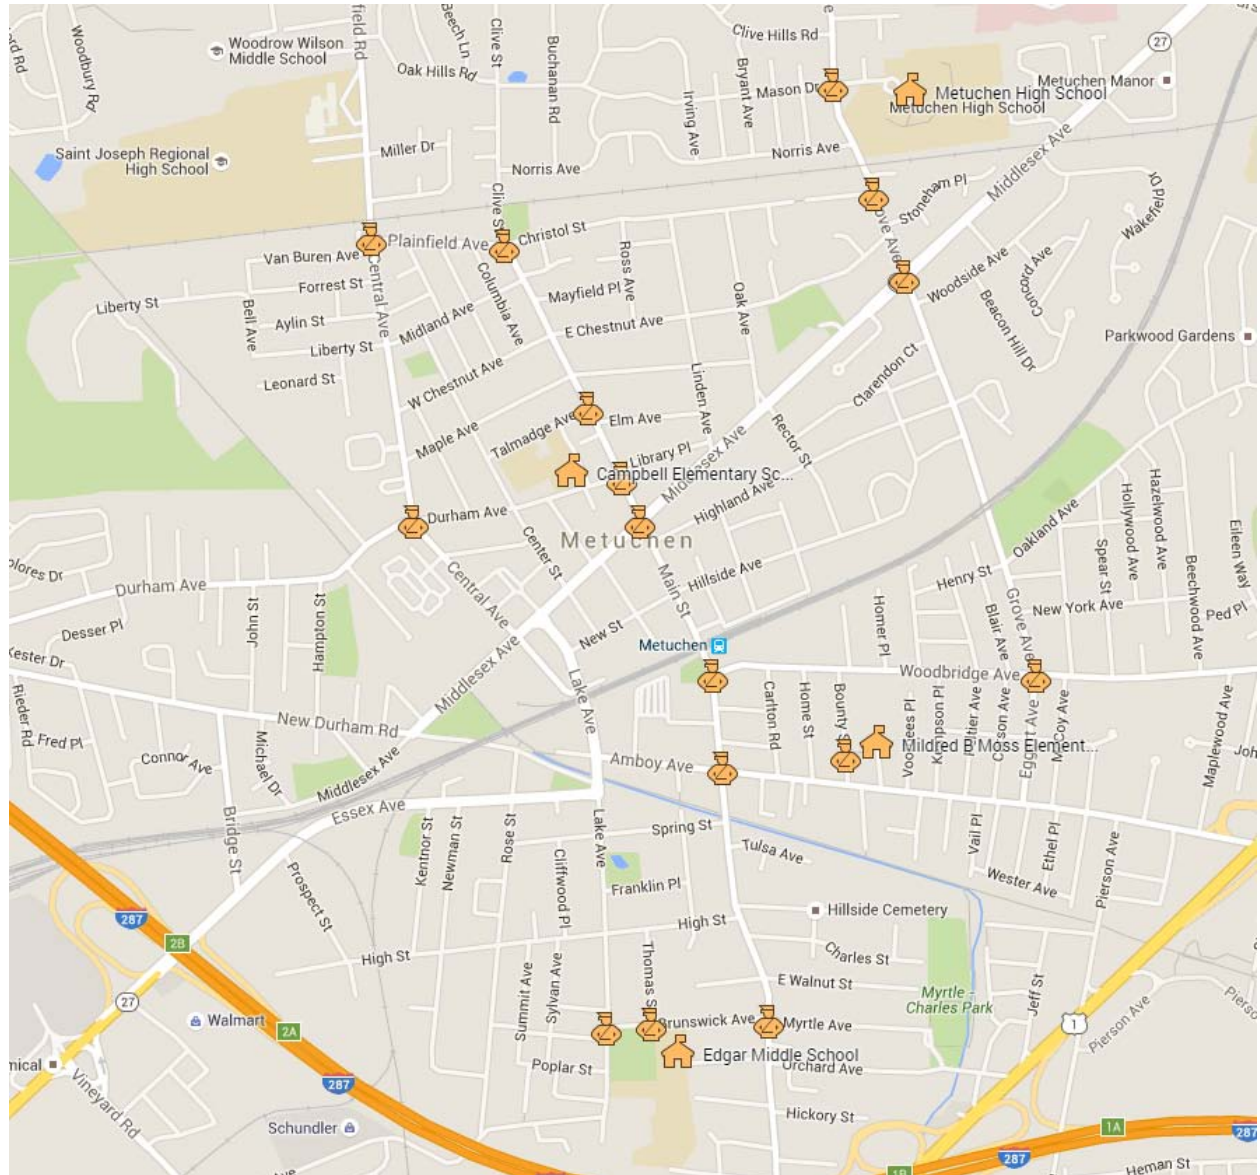 Clive Hills Rd
27
Woodrow Wilson
Middle School
Woodbury Rd
field Rd
Beech Ln
Clive St
Buchanan Rd
Oak Hills Rd
Bryant Ave
Mason Dr
Metuchen High School
Metuchen High School
Metuchen Manor
Irving Ave
Saint Joseph Regional
High School
Miller Dr
Norris Ave
Norris Ave
Middlesex Ave
Stoneham Pl
Wakefield Dr
Clive St
Christol St
Plainfield Ave
Van Buren Ave
Forrest St
Liberty St
Bell Ave
Aylin St
Liberty St
Leonard St
Central Ave
Midland Ave
Columbia Ave
Mayfield Pl
Ross Ave
E Chestnut Ave
Oak Ave
Woodside Ave
Concord Ave
Beacon Hill Dr
Parkwood Gardens
W Chestnut Ave
Maple Ave
Talmadge Ave
Elm Ave
Linden Ave
Library Pl
Clarendon Ct
Rector St
Middlesex Ave
Campbell Elementary Sc...
Highland Ave
Durham Ave
Metuchen
Center St
Main St
Hillside Ave
Central Ave
Durham Ave
Desser Pl
John St
Hampton St
Kester Dr
Rieder Rd
Fred Pl
New St
Metuchen
Henry St
Oakland Ave
Hazelwood Ave
Hollywood Ave
Spear St
Beechwood Ave
Eileen Way
New York Ave
Ped Pl
Grove Ave
Blair Ave
Homer Pl
Woodbridge Ave
Middlesex Ave
Lake Ave
New Durham Rd
Connor Ave
Michael Dr
Middlesex Ave
Essex Ave
Bridge St
Amboy Ave
Carlton Rd
Home St
Mildred B Moss Element...
Kempson Pl
Eggert Ave
McCoy Ave
Maplewood Ave
Spring St
Tulsa Ave
Vail Pl
Ethel Pl
Wester Ave
Pierson Ave
Kentnor St
Newman St
Rose St
Cliffwood Pl
Lake Ave
Franklin Pl
Prospect St
High St
High St
Hillside Cemetery
Charles St
E Walnut St
Myrtle -
Charles Park
Jeff St
287
2B
27
Walmart
2A
Summit Ave
Sylvan Ave
Thomas S
Brunswick Ave
Myrtle Ave
1
Pierson Ave
Poplar St
Edgar Middle School
Orchard Ave
mical
Vineyard Rd
287
Schundler
Hickory St
1A
287
287
1B
Heman St